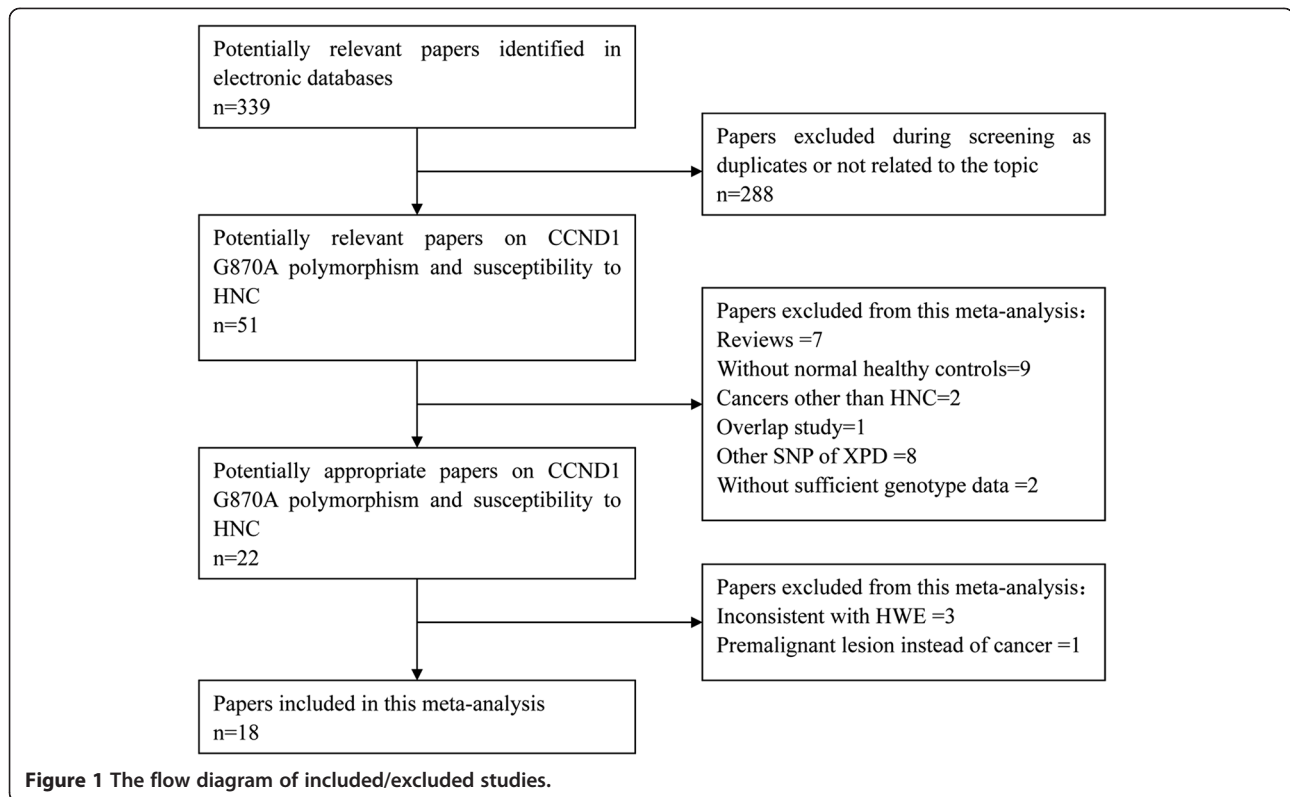 Potentially relevant papers identified in
electronic databases
n=339
Papers excluded during screening as
duplicates or not related to the topic
n=288
Potentially relevant papers on CCND1
G870A polymorphism and susceptibility to
HNC
n=51
Papers excluded from this meta-analysis：
Reviews =7
Without normal healthy controls=9
Cancers other than HNC=2
Overlap study=1
Other SNP of XPD =8
Without sufficient genotype data =2
Potentially appropriate papers on CCND1
G870A polymorphism and susceptibility to
HNC
n=22
Papers excluded from this meta-analysis：
Inconsistent with HWE =3
Premalignant lesion instead of cancer =1
Papers included in this meta-analysis
n=18
Figure 1 The flow diagram of included/excluded studies.